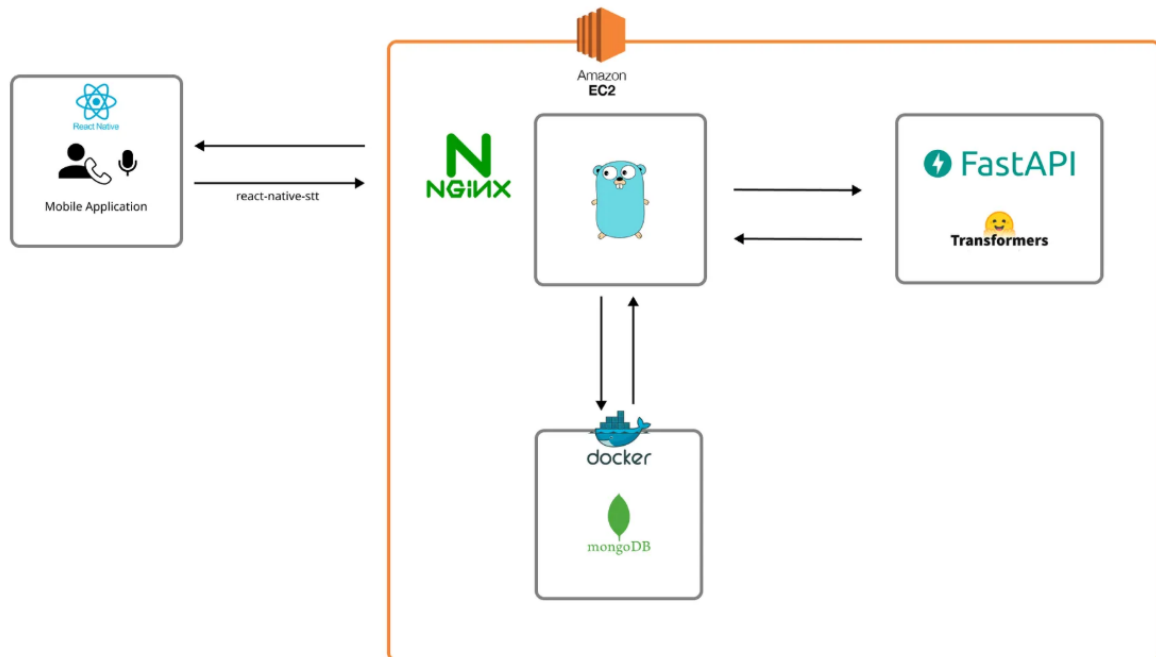 Amazon
EC2
React Native
Mobile Application
react-native-stt
N
NGiNX
FastAPI
Transformers
docker
mongoDB